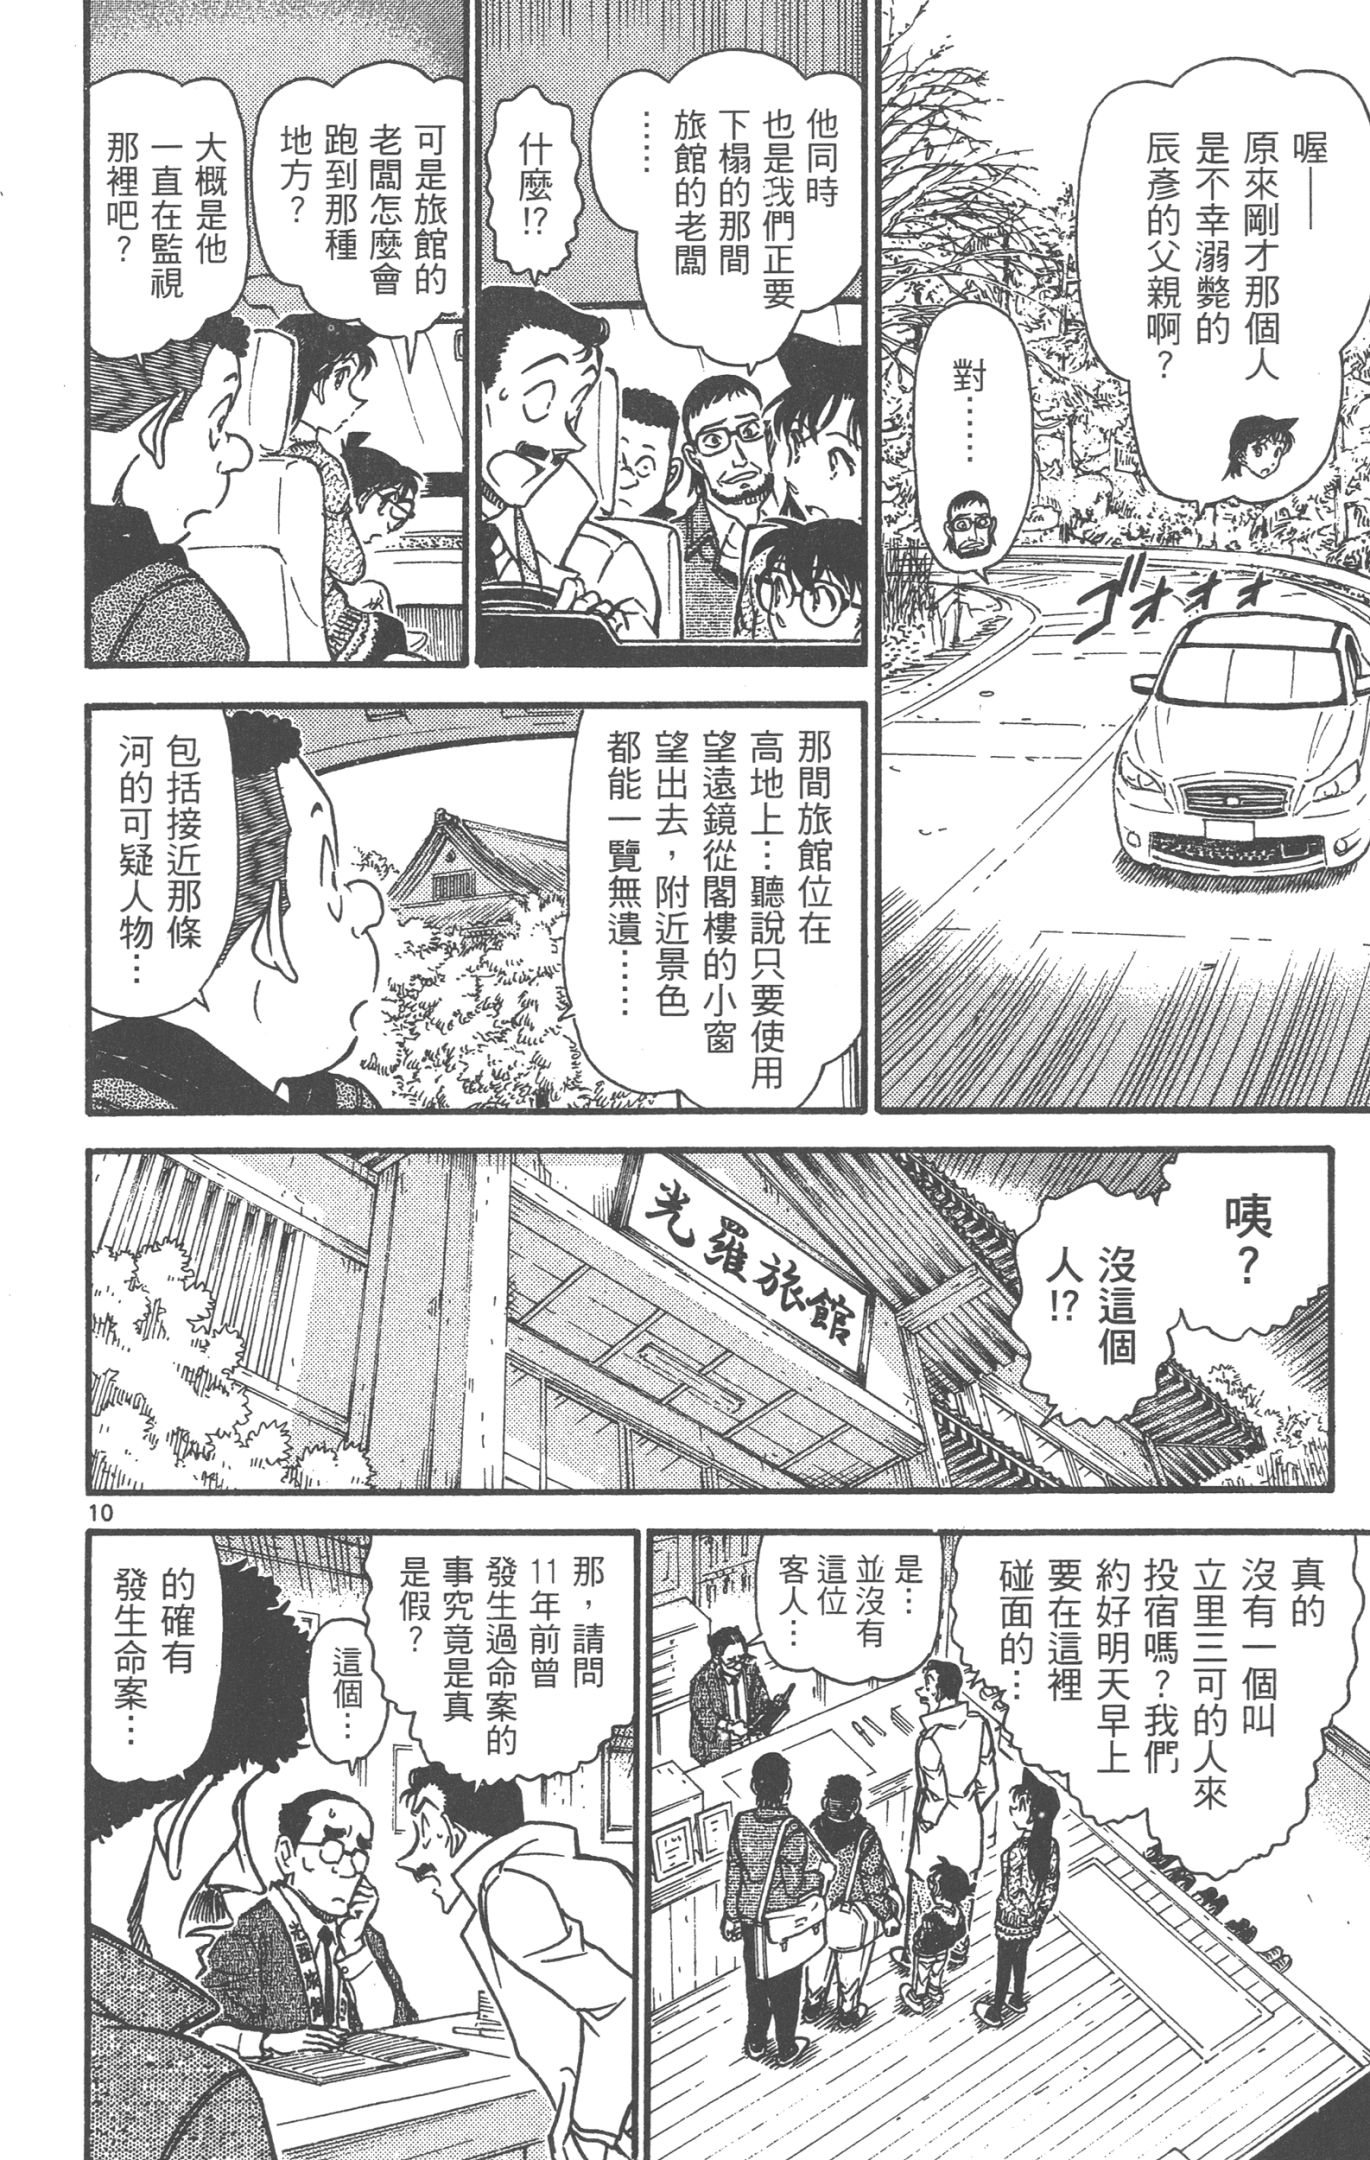 喔—
原來剛才那個人
是不幸溺斃的
辰彥的父親啊？
對……
ブオオオ
他同時
也是我們正要
下榻的那間
旅館的老闆
……
什麼!?
可是旅館的
老闆怎麼會
跑到那種
地方？
大概是他
一直在監視
那裡吧？
那間旅館位在
高地上…聽說只要使用
望遠鏡從閣樓的小窗
望出去，附近景色
都能一覽無遺……
包括接近那條
河的可疑人物…
咦？
沒這個
人!?
光羅旅館
10
真的
沒有一個叫
立里三可的人來
投宿嗎？我們
約好明天早上
要在這裡
碰面的…
是…
並沒有
這位
客人…
那，請問
11年前曾
發生過命案的
事究竟是真
是假？
這個…
的確有
發生命案…